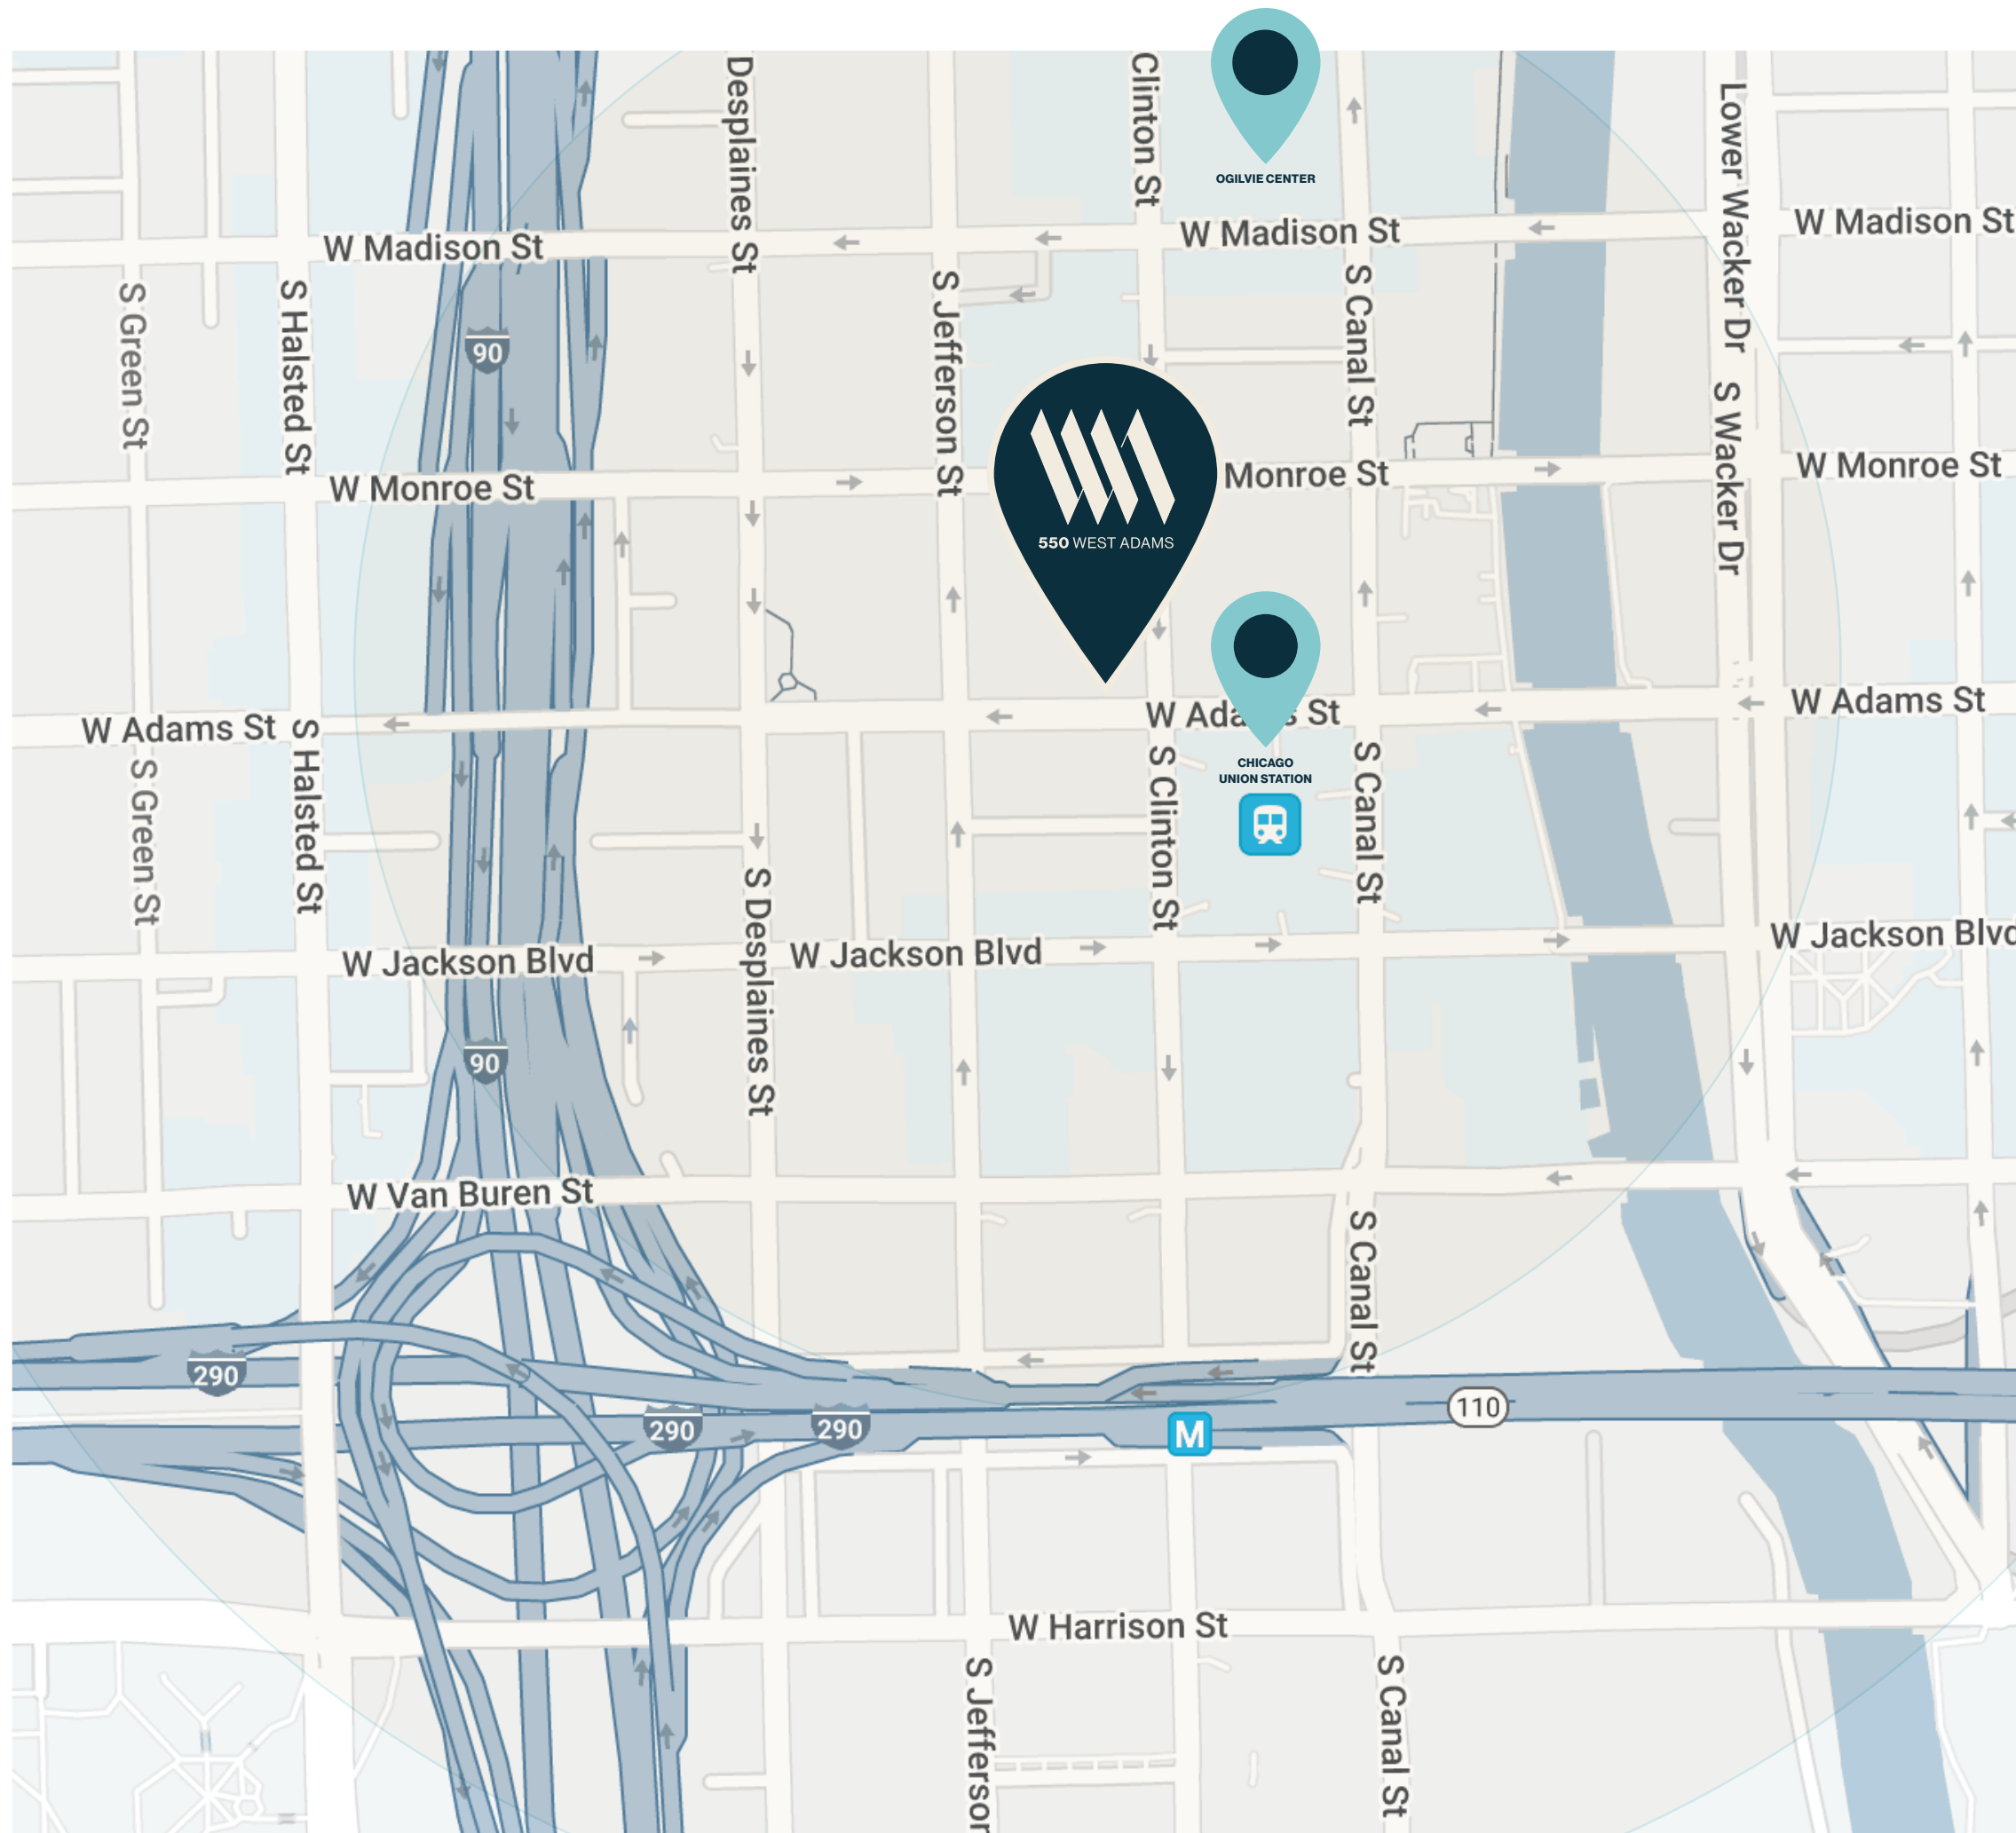 Desplaines St
Clinton St
OGILVIE CENTER
Lower Wacker Dr
W Madison St
W Madison St
W Madison St
S Green St
S Halsted St
90
S Jefferson St
S Canal St
S Wacker Dr
W Monroe St
Monroe St
W Monroe St
550 WEST ADAMS
W Adams St
W Adams St
W Adams St
S Halsted St
S Green St
S Clinton St
CHICAGO
UNION STATION
S Canal St
S Desplaines St
W Jackson Blvd
W Jackson Blvd
W Jackson Blvd
90
W Van Buren St
S Canal St
290
290
290
110
M
W Harrison St
S Jefferson
S Canal St